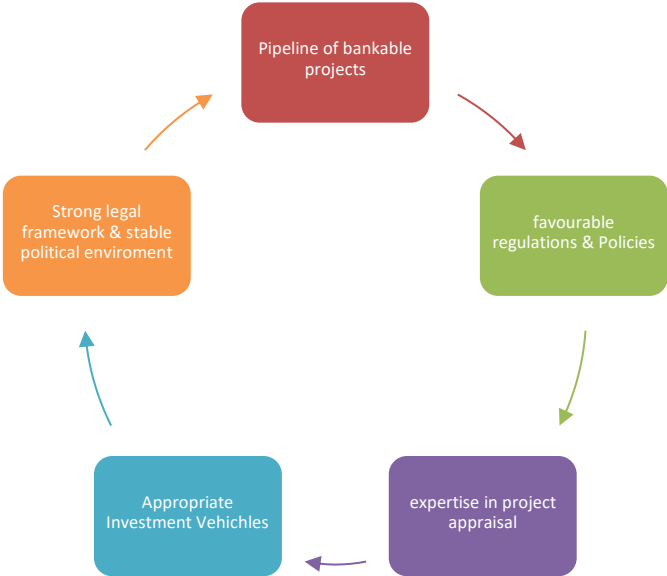 Pipeline of bankable
projects
favourable
regulations & Policies
expertise in project
appraisal
Appropriate
Investment Vehichles
Strong legal
framework & stable
political enviroment